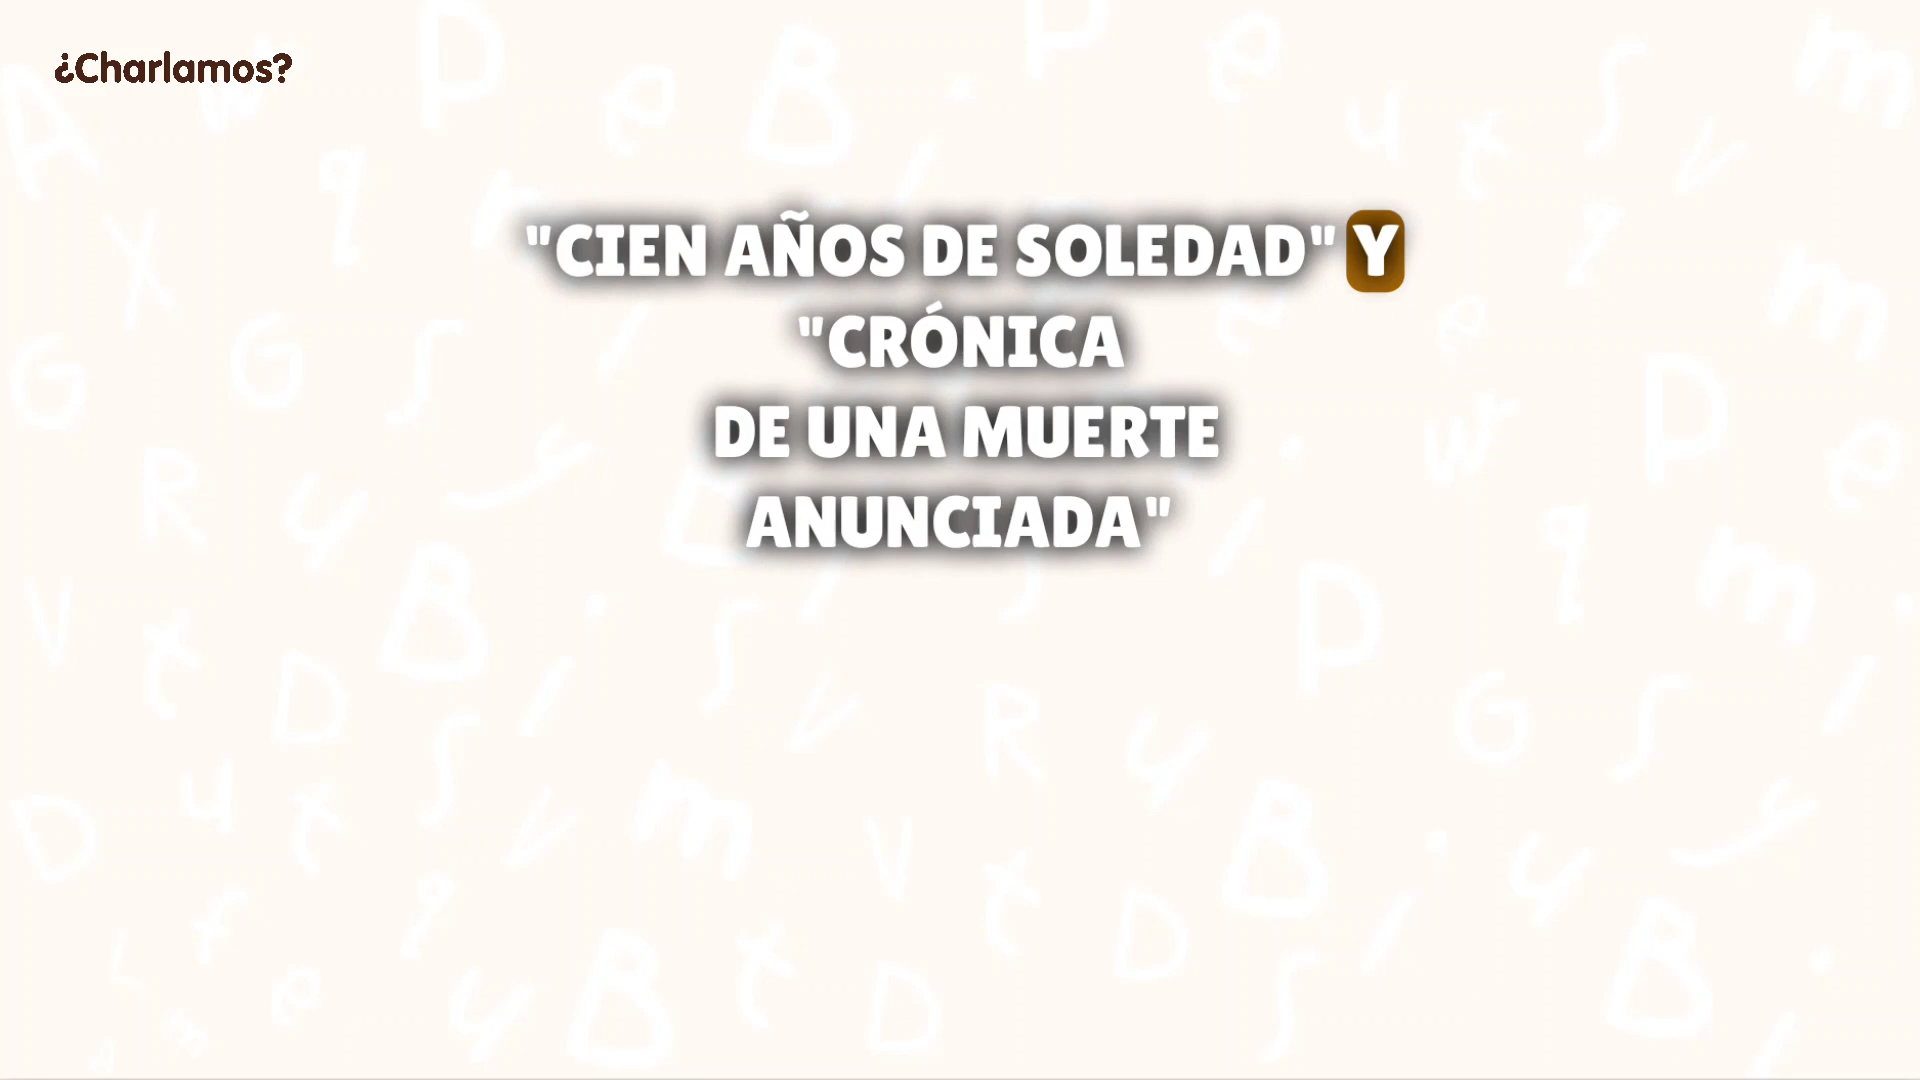 ¿Charlamos?
"CIEN AÑOS DE SOLEDAD" Y
"CRÓNICA
DE UNA MUERTE
ANUNCIADA"